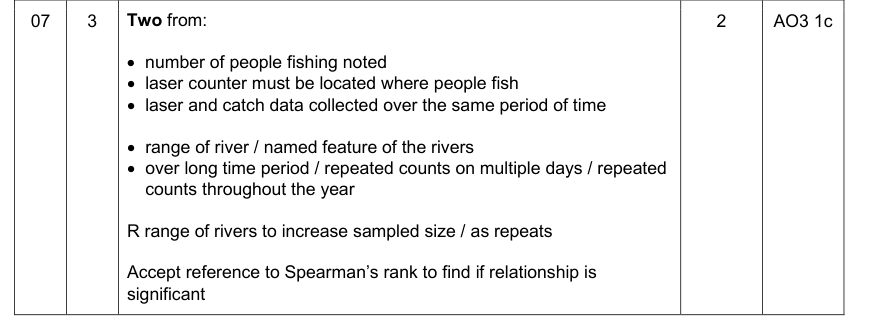 07 3 Two from: 2 AO3 1c
• number of people fishing noted
• laser counter must be located where people fish
• laser and catch data collected over the same period of time
• range of river / named feature of the rivers
• over long time period / repeated counts on multiple days / repeated
counts throughout the year
R range of rivers to increase sampled size / as repeats
Accept reference to Spearman's rank to find if relationship is
significant